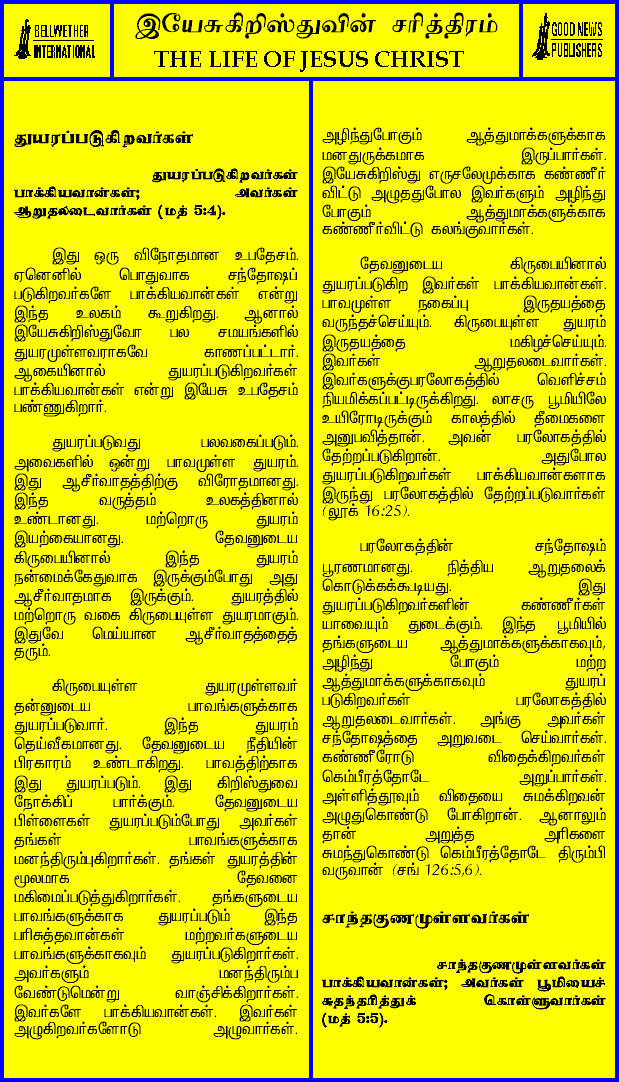 BELLWETHER
INTERNATIONAL
இயேசுகிறிஸ்துவின் சரித்திரம்
THE LIFE OF JESUS CHRIST
GOOD NEWS
PUBLISHERS
துயரப்படுகிறவர்கள்
துயரப்படுகிறவர்கள்
பாக்கியவான்கள்; அவர்கள்
ஆறுதலடைவார்கள் (மத் 5:4).
இது ஒரு விநோதமான உபதேசம்.
ஏனெனில் பொதுவாக சந்தோஷப்
படுகிறவர்களே பாக்கியவான்கள் என்று
இந்த உலகம் கூறுகிறது. ஆனால்
இயேசுகிறிஸ்துவோ பல சமயங்களில்
துயரமுள்ளவராகவே காணப்பட்டார்.
ஆகையினால் துயரப்படுகிறவர்கள்
பாக்கியவான்கள் என்று இயேசு உபதேசம்
பண்ணுகிறார்.
துயரப்படுவது பலவகைப்படும்.
அவைகளில் ஒன்று பாவமுள்ள துயரம்.
இது ஆசீர்வாதத்திற்கு விரோதமானது.
இந்த வருத்தம் உலகத்தினால்
உண்டானது. மற்றொரு துயரம்
இயற்கையானது. தேவனுடைய
கிருபையினால் இந்த துயரம்
நன்மைக்கேதுவாக இருக்கும்போது அது
ஆசீர்வாதமாக இருக்கும். துயரத்தில்
மற்றொரு வகை கிருபையுள்ள துயரமாகும்.
இதுவே மெய்யான ஆசீர்வாதத்தைத்
தரும்.
கிருபையுள்ள துயரமுள்ளவர்
தன்னுடைய பாவங்களுக்காக
துயரப்படுவார். இந்த துயரம்
தெய்வீகமானது. தேவனுடைய நீதியின்
பிரகாரம் உண்டாகிறது. பாவத்திற்காக
இது துயரப்படும். இது கிறிஸ்துவை
நோக்கிப் பார்க்கும். தேவனுடைய
பிள்ளைகள் துயரப்படும்போது அவர்கள்
தங்கள் பாவங்களுக்காக
மனந்திரும்புகிறார்கள். தங்கள் துயரத்தின்
மூலமாக தேவனை
மகிமைப்படுத்துகிறார்கள். தங்களுடைய
பாவங்களுக்காக துயரப்படும் இந்த
பரிசுத்தவான்கள் மற்றவர்களுடைய
பாவங்களுக்காகவும் துயரப்படுகிறார்கள்.
அவர்களும் மனந்திரும்ப
வேண்டுமென்று வாஞ்சிக்கிறார்கள்.
இவர்களே பாக்கியவான்கள். இவர்கள்
அழுகிறவர்களோடு அழுவார்கள்.
அழிந்துபோகும் ஆத்துமாக்களுக்காக
மனதுருக்கமாக இருப்பார்கள்.
இயேசுகிறிஸ்து எருசலேமுக்காக கண்ணீர்
விட்டு அழுததுபோல இவர்களும் அழிந்து
போகும் ஆத்துமாக்களுக்காக
கண்ணீர்விட்டு கலங்குவார்கள்.
தேவனுடைய கிருபையினால்
துயரப்படுகிற இவர்கள் பாக்கியவான்கள்.
பாவமுள்ள நகைப்பு இருதயத்தை
வருந்தச்செய்யும். கிருபையுள்ள துயரம்
இருதயத்தை மகிழச்செய்யும்.
இவர்கள் ஆறுதலடைவார்கள்.
இவர்களுக்குபரலோகத்தில் வெளிச்சம்
நியமிக்கப்பட்டிருக்கிறது. லாசரு பூமியிலே
உயிரோடிருக்கும் காலத்தில் தீமைகளை
அனுபவித்தான். அவன் பரலோகத்தில்
தேற்றப்படுகிறான். அதுபோல
துயரப்படுகிறவர்கள் பாக்கியவான்களாக
இருந்து பரலோகத்தில் தேற்றப்படுவார்கள்
(லூக் 16:25).
பரலோகத்தின் சந்தோஷம்
பூரணமானது. நித்திய ஆறுதலைக்
கொடுக்கக்கூடியது. இது
துயரப்படுகிறவர்களின் கண்ணீர்கள்
யாவையும் துடைக்கும். இந்த பூமியில்
தங்களுடைய ஆத்துமாக்களுக்காகவும்,
அழிந்து போகும் மற்ற
ஆத்துமாக்களுக்காகவும் துயரப்
படுகிறவர்கள் பரலோகத்தில்
ஆறுதலடைவார்கள். அங்கு அவர்கள்
சந்தோஷத்தை அறுவடை செய்வார்கள்.
கண்ணீரோடு விதைக்கிறவர்கள்
கெம்பீரத்தோடே அறுப்பார்கள்.
அள்ளித்தூவும் விதையை சுமக்கிறவன்
அழுதுகொண்டு போகிறான். ஆனாலும்
தான் அறுத்த அரிகளை
சுமந்துகொண்டு கெம்பீரத்தோடே திரும்பி
வருவான் (சங் 126:5,6).
சாந்தகுணமுள்ளவர்கள்
சாந்தகுணமுள்ளவர்கள்
பாக்கியவான்கள்; அவர்கள் பூமியைச்
சுதந்தரித்துக் கொள்ளுவார்கள்
(மத் 5:5).